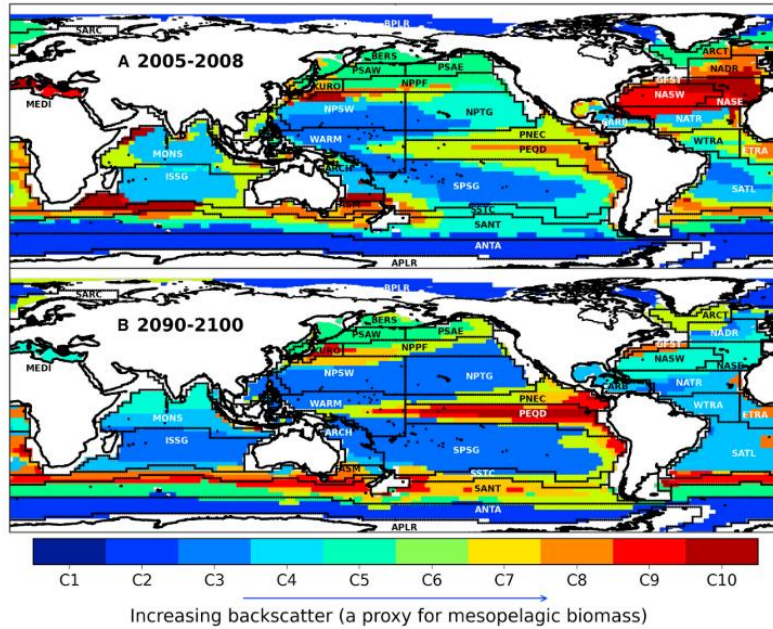 BPLR
SARC
ARCT
A 2005-2008
BERS
PSAW
PSAE
NADR
KURO
NPPF
GFST
MEDI
NASW
NASE
NPSW
NPTG
NATR
CARB
WARM
PNEC
WTRA
MONS
PEQD
ETRA
ARCH
ISSG
SPSG
SATL
TASM
SSTC
SANT
ANTA
APLR
BPLR
SARC
ARCT
B 2090-2100
BERS
PSAW
PSAE
NADR
KURO
NPPF
GFST
NASW
MEDI
NASE
NPSW
NPTG
NATR
ARB
WARM
PNEC
WTRA
MONS
PEQD
ETRA
ARCH
ISSG
SPSG
SATL
ASM
SSTC
SANT
ANTA
APLR
C1 C2 C3 C4 C5 C6 C7 C8 C9 C10
Increasing backscatter (a proxy for mesopelagic biomass)